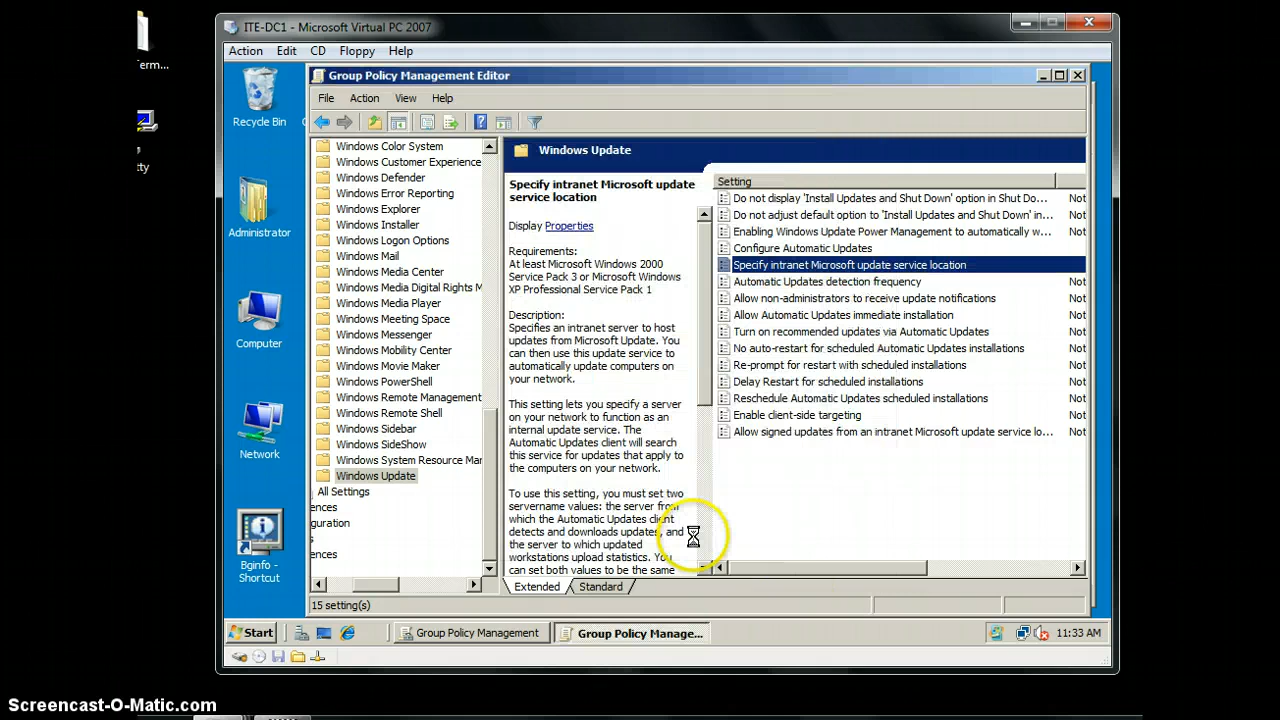 ITE-DC1 - Microsoft Virtual PC 2007
Action Edit CD Floppy Help
Term...
tty
Recycle Bin
Administrator
Computer
Network
Bginfo -
Shortcut
Group Policy Management Editor
File Action View Help
Windows Color System
Windows Customer Experience
Windows Defender
Windows Error Reporting
Windows Explorer
Windows Installer
Windows Logon Options
Windows Mail
Windows Media Center
Windows Media Digital Rights M
Windows Media Player
Windows Meeting Space
Windows Messenger
Windows Mobility Center
Windows Movie Maker
Windows PowerShell
Windows Remote Management
Windows Remote Shell
Windows Sidebar
Windows SideShow
Windows System Resource Mar
Windows Update
All Settings
ences
guration
s
ences
Windows Update
Specify intranet Microsoft update
service location
Display Properties
Requirements:
At least Microsoft Windows 2000
Service Pack 3 or Microsoft Windows
XP Professional Service Pack 1
Description:
Specifies an intranet server to host
updates from Microsoft Update. You
can then use this update service to
automatically update computers on
your network.
This setting lets you specify a server
on your network to function as an
internal update service. The
Automatic Updates client will search
this service for updates that apply to
the computers on your network.
To use this setting, you must set two
servername values: the server from
which the Automatic Updates client
detects and downloads updates, and
the server to which updated
workstations upload statistics. You
can set both values to be the same
Setting
Do not display 'Install Updates and Shut Down' option in Shut Do... Not
Do not adjust default option to 'Install Updates and Shut Down' in... Not
Enabling Windows Update Power Management to automatically w... Not
Configure Automatic Updates Not
Specify intranet Microsoft update service location Not
Automatic Updates detection frequency Not
Allow non-administrators to receive update notifications Not
Allow Automatic Updates immediate installation Not
Turn on recommended updates via Automatic Updates Not
No auto-restart for scheduled Automatic Updates installations Not
Re-prompt for restart with scheduled installations Not
Delay Restart for scheduled installations Not
Reschedule Automatic Updates scheduled installations Not
Enable client-side targeting Not
Allow signed updates from an intranet Microsoft update service lo... Not
Extended Standard
15 setting(s)
Start Group Policy Management Group Policy Manage... 11:33 AM
Screencast-O-Matic.com